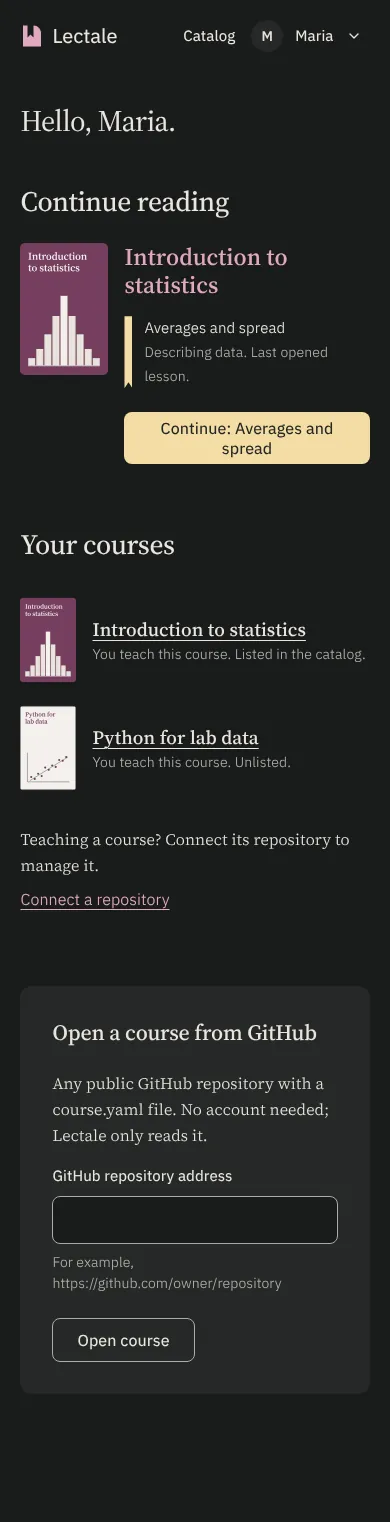 Lectale
Catalog
M
Maria
Hello, Maria.
Continue reading
Introduction
to statistics
Introduction to
statistics
Averages and spread
Describing data. Last opened
lesson.
Continue: Averages and
spread
Your courses
Introduction
to statistics
Introduction to statistics
You teach this course. Listed in the catalog.
Python for
lab data
Python for lab data
You teach this course. Unlisted.
Teaching a course? Connect its repository to
manage it.
Connect a repository
Open a course from GitHub
Any public GitHub repository with a
course.yaml file. No account needed;
Lectale only reads it.
GitHub repository address
For example,
https://github.com/owner/repository
Open course